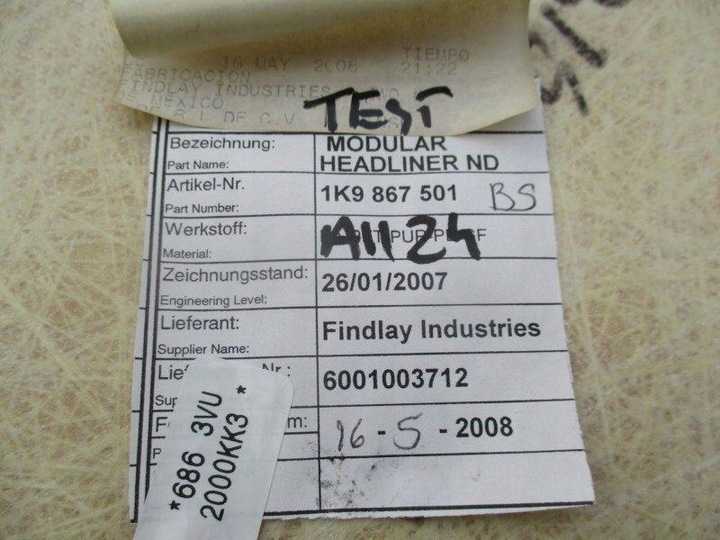 16 MAY 2008 TIEMPO
FABRICACION 21:22
FINDLAY INDUSTRIES
MEXICO
DE C.V.
TEST
Bezeichnung: MODULAR
Part Name: HEADLINER ND
Artikel-Nr. 1K9 867 501 BS
Part Number:
Werkstoff: A1124
Material:
Zeichnungsstand: 26/01/2007
Engineering Level:
Lieferant: Findlay Industries
Supplier Name:
Nr.: 6001003712
16 - 5 - 2008
*686 3VU
2000KK3 *